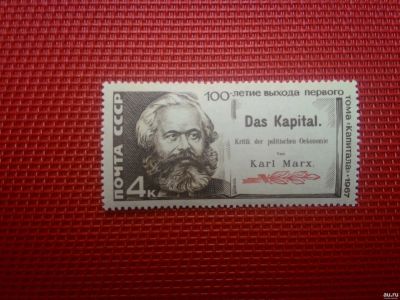 ПОЧТА СССР
4к
100-летие выхода первого
тома «Капитала»·1967
Das Kapital.
Kritik der politischen Oekonomie
Von
Karl Marx.
au.ru